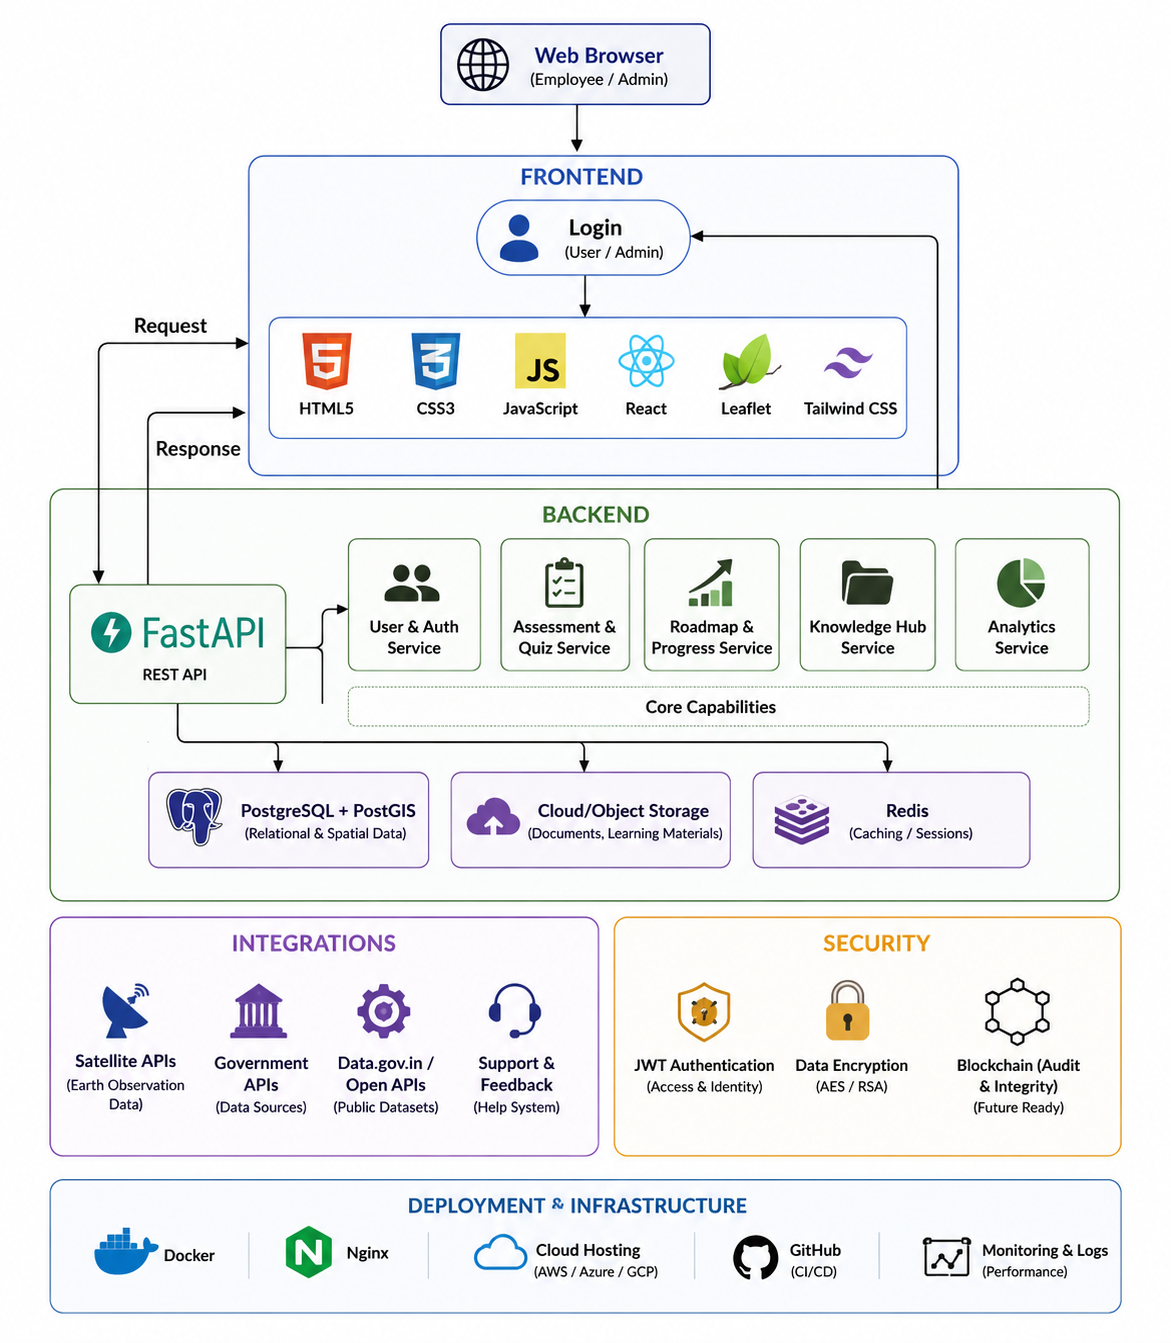 Web Browser
(Employee / Admin)
FRONTEND
Login
(User / Admin)
Request
5
3
JS
HTML5
CSS3
JavaScript
React
Leaflet
Tailwind CSS
Response
BACKEND
FastAPI
REST API
User & Auth
Service
Assessment &
Quiz Service
Roadmap &
Progress Service
Knowledge Hub
Service
Analytics
Service
Core Capabilities
PostgreSQL + PostGIS
(Relational & Spatial Data)
Cloud/Object Storage
(Documents, Learning Materials)
Redis
(Caching / Sessions)
INTEGRATIONS
Satellite APIs
(Earth Observation
Data)
Government
APIs
(Data Sources)
Data.gov.in /
Open APIs
(Public Datasets)
Support &
Feedback
(Help System)
SECURITY
JWT Authentication
(Access & Identity)
Data Encryption
(AES / RSA)
Blockchain (Audit
& Integrity)
(Future Ready)
DEPLOYMENT & INFRASTRUCTURE
Docker
N
Nginx
Cloud Hosting
(AWS / Azure / GCP)
GitHub
(CI/CD)
Monitoring & Logs
(Performance)